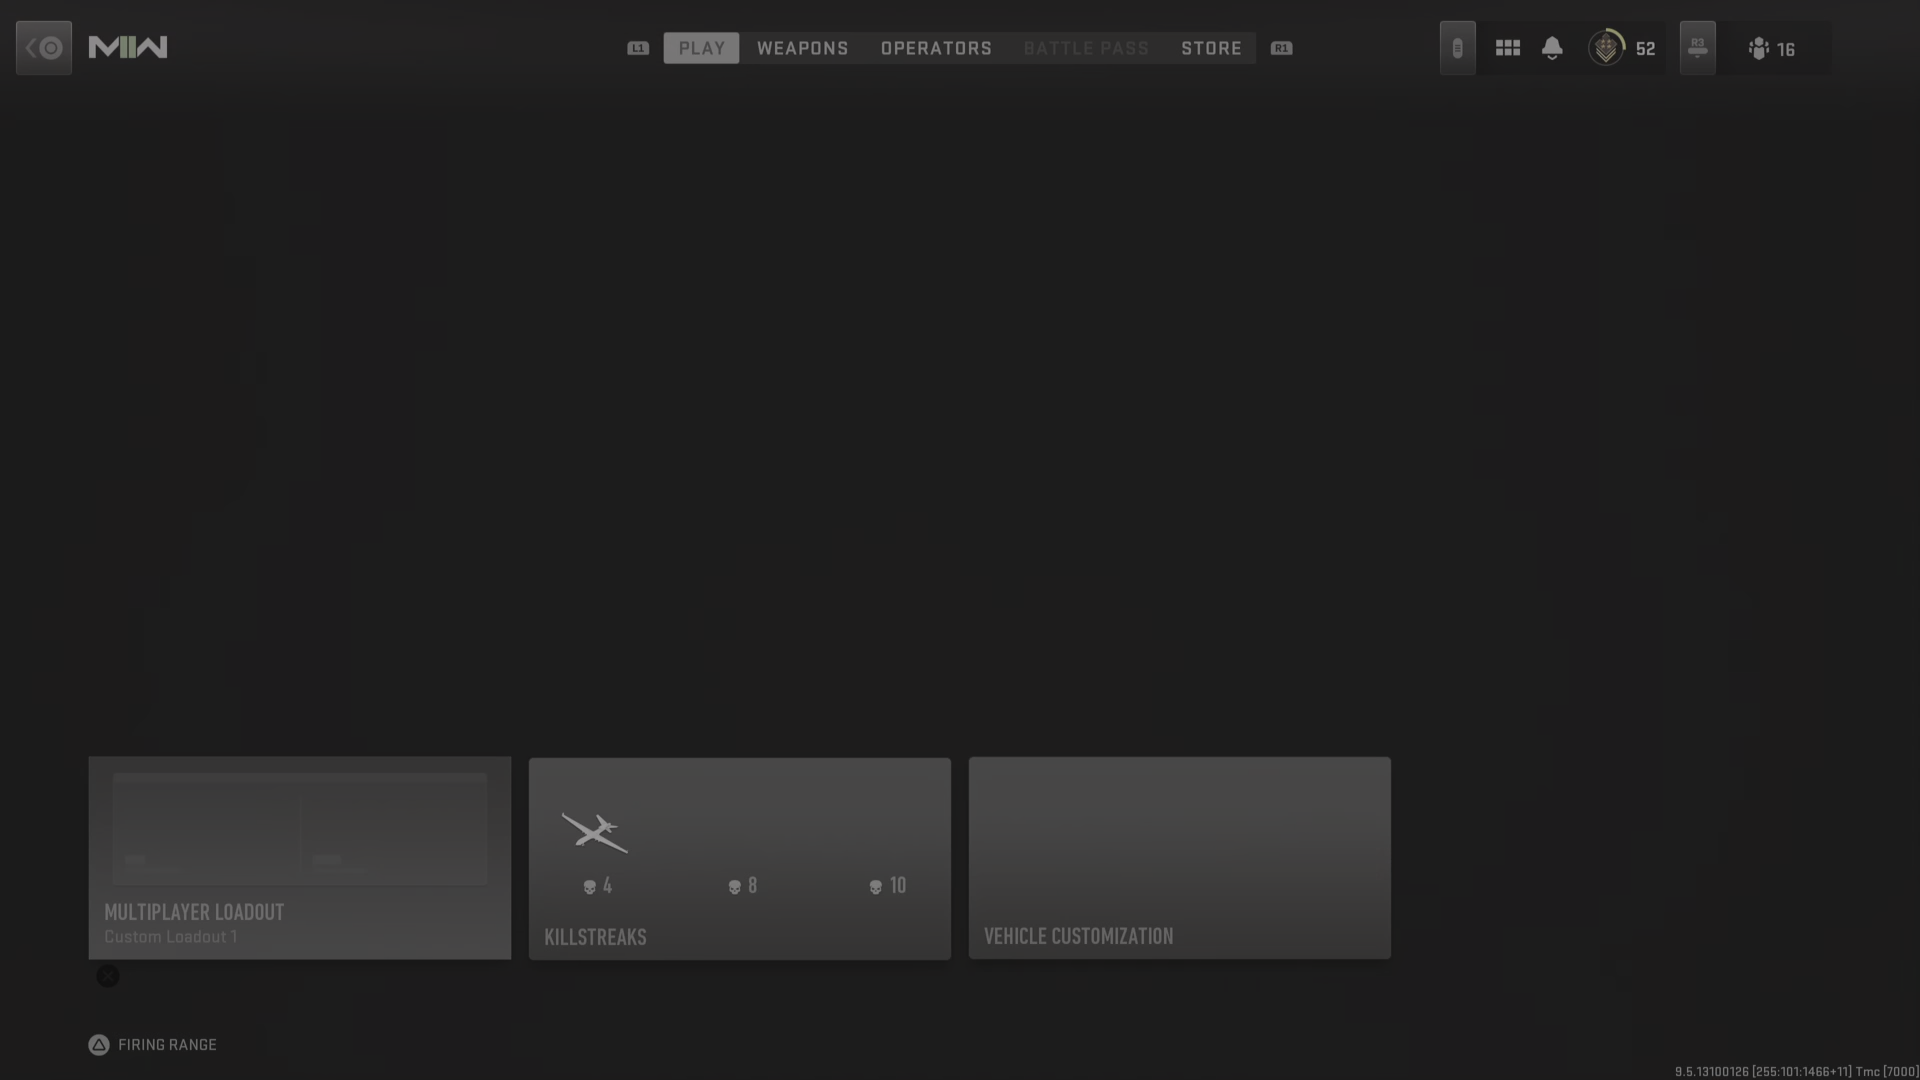 MIIW
L1 PLAY WEAPONS OPERATORS BATTLE PASS STORE R1
52
R3
16
4 8 10
MULTIPLAYER LOADOUT
Custom Loadout 1
KILLSTREAKS
VEHICLE CUSTOMIZATION
FIRING RANGE
9.5.13100126 [255:101:1466+11] Tmc [7000]